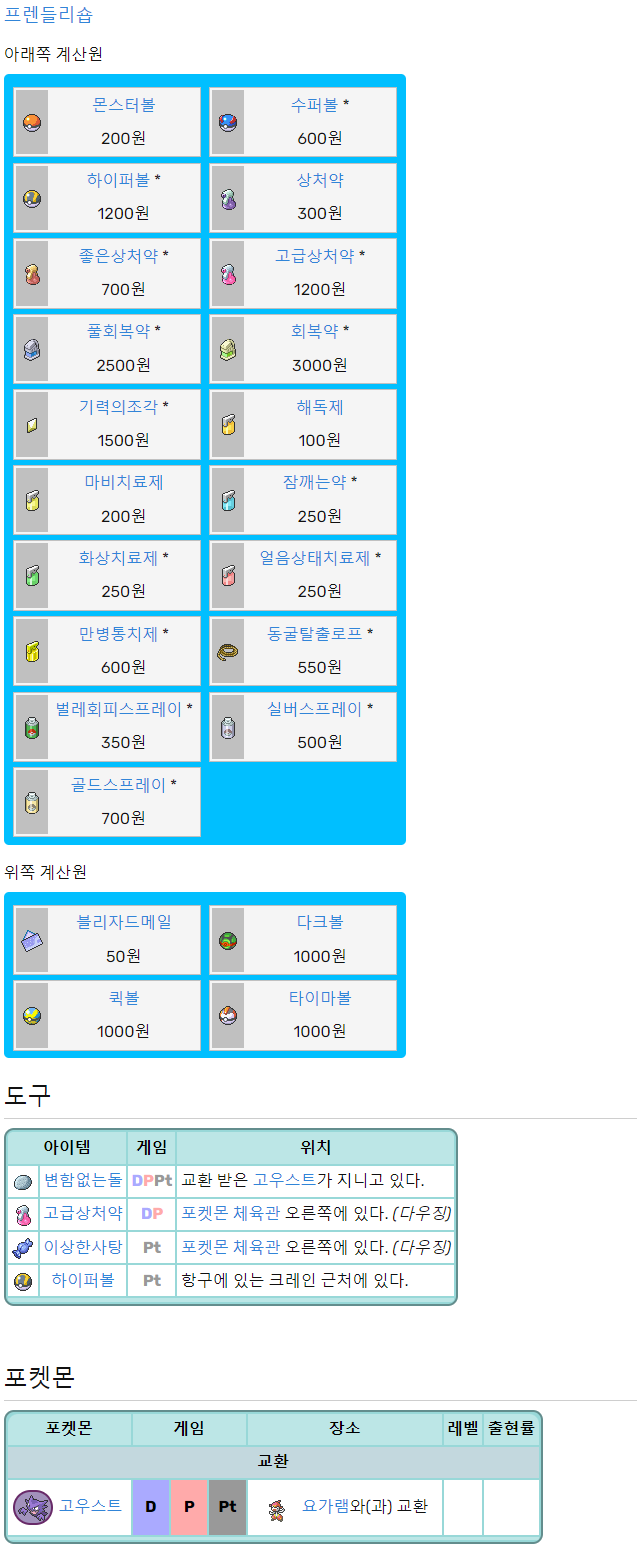 프렌들리숍
아래쪽 계산원
몬스터볼
200원
수퍼볼 *
600원
하이퍼볼 *
1200원
상처약
300원
좋은상처약 *
700원
고급상처약 *
1200원
풀회복약 *
2500원
회복약 *
3000원
기력의조각 *
1500원
해독제
100원
마비치료제
200원
잠깨는약 *
250원
화상치료제 *
250원
얼음상태치료제 *
250원
만병통치제 *
600원
동굴탈출로프 *
550원
벌레회피스프레이 *
350원
실버스프레이 *
500원
골드스프레이 *
700원
위쪽 계산원
블리자드메일
50원
다크볼
1000원
퀵볼
1000원
타이마볼
1000원
도구
아이템 게임 위치
변함없는돌 DPPt 교환 받은 고우스트가 지니고 있다.
고급상처약 DP 포켓몬 체육관 오른쪽에 있다. (다우징)
이상한사탕 Pt 포켓몬 체육관 오른쪽에 있다. (다우징)
하이퍼볼 Pt 항구에 있는 크레인 근처에 있다.
포켓몬
포켓몬 게임 장소 레벨 출현률
교환
고우스트 D P Pt 요가램와(과) 교환